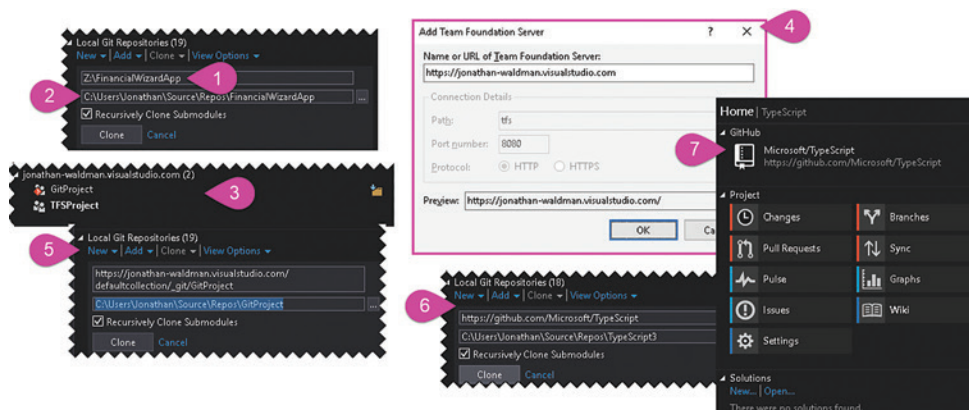 Local Git Repositories (19)
New Add Clone View Options
Z:\FinancialWizardApp
1
2
C:\Users\Jonathan\Source\Repos\FinancialWizardApp ...
Recursively Clone Submodules
Clone Cancel
jonathan-waldman.visualstudio.com (2)
GitProject
TFSProject
3
Local Git Repositories (19)
5
New Add Clone View Options
https://jonathan-waldman.visualstudio.com/
defaultcollection/_git/GitProject
C:\Users\Jonathan\Source\Repos\GitProject ...
Recursively Clone Submodules
Clone Cancel
Add Team Foundation Server ? X
4
Name or URL of Team Foundation Server:
https://jonathan-waldman.visualstudio.com
Connection Details
Path: tfs
Port number: 8080
Protocol: HTTP HTTPS
Preview: https://jonathan-waldman.visualstudio.com/
OK Ca
Local Git Repositories (18)
6
New Add Clone View Options
https://github.com/Microsoft/TypeScript
C:\Users\Jonathan\Source\Repos\TypeScript3
Recursively Clone Submodules
Clone Cancel
Home | TypeScript
GitHub
7
Microsoft/TypeScript
https://github.com/Microsoft/TypeScript
Project
Changes Branches
Pull Requests Sync
Pulse Graphs
Issues Wiki
Settings
Solutions
New... | Open...
There were no solutions found